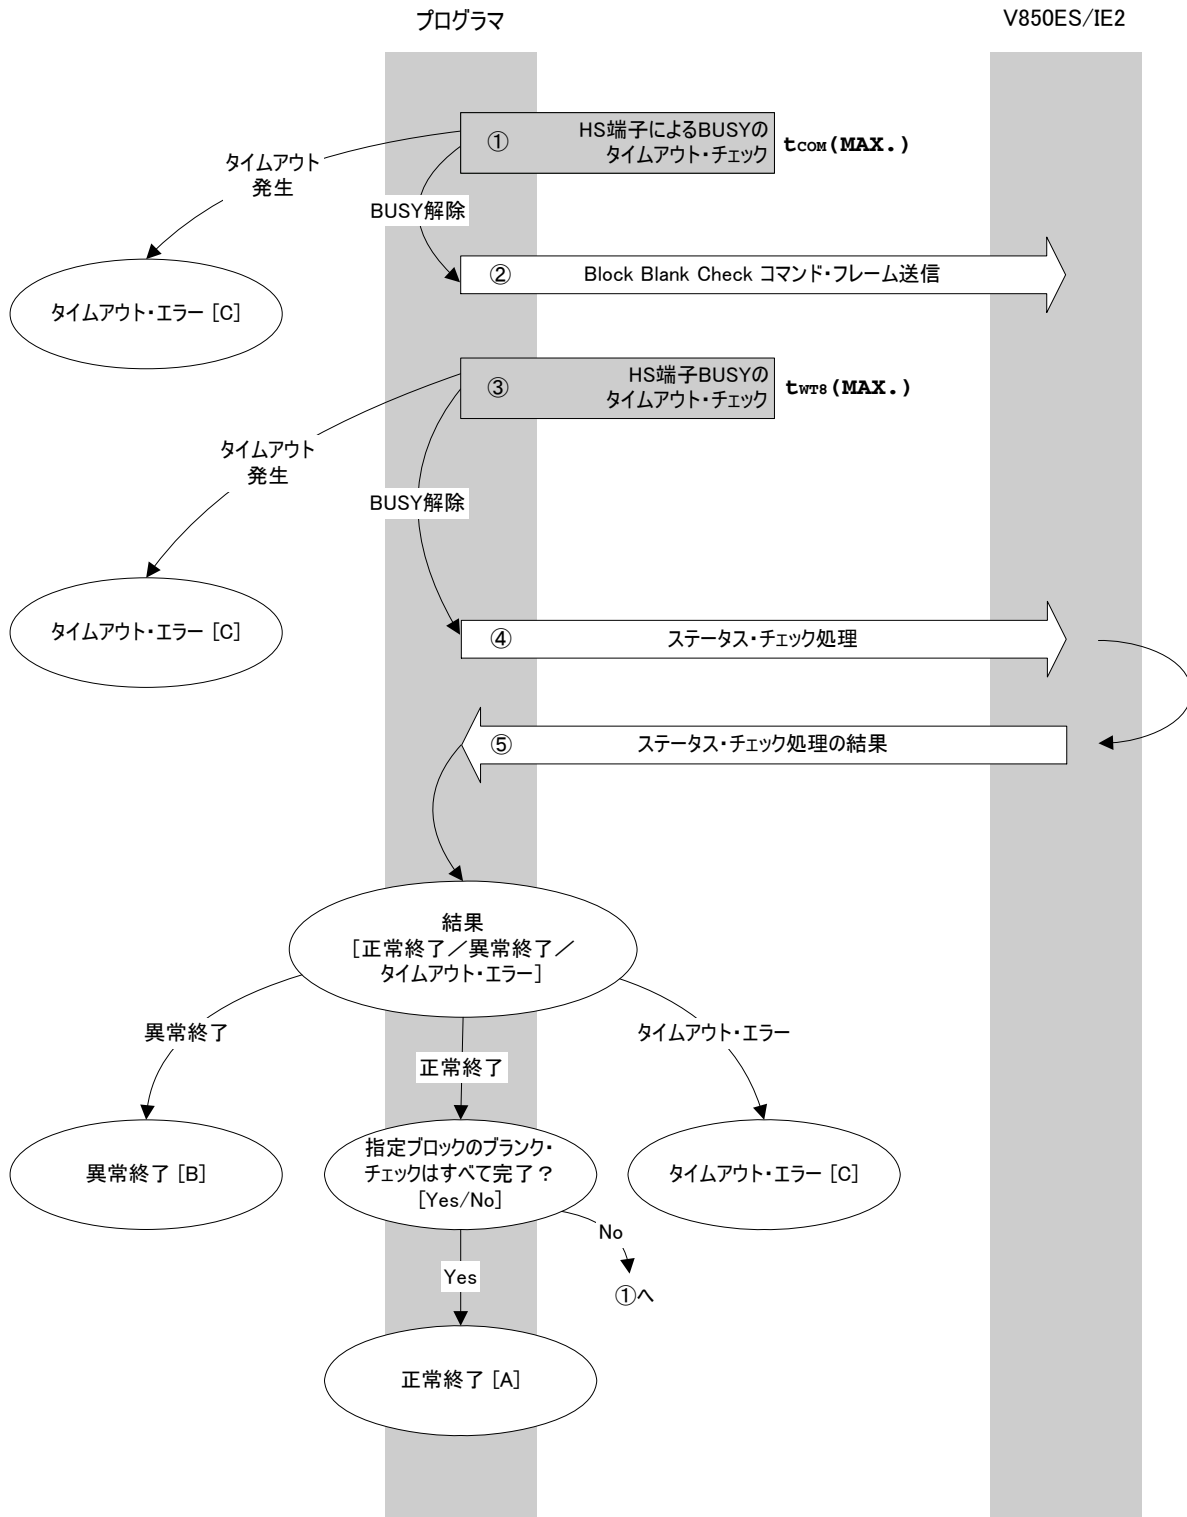 プログラマ
V850ES/IE2
① HS端子によるBUSYの
タイムアウト・チェック
tCOM(MAX.)
タイムアウト
発生
BUSY解除
② Block Blank Check コマンド・フレーム送信
タイムアウト・エラー [C]
③ HS端子BUSYの
タイムアウト・チェック
tWT8(MAX.)
タイムアウト
発生
BUSY解除
タイムアウト・エラー [C]
④ ステータス・チェック処理
⑤ ステータス・チェック処理の結果
結果
[正常終了／異常終了／
タイムアウト・エラー]
異常終了
正常終了
タイムアウト・エラー
異常終了 [B]
指定ブロックのブランク・
チェックはすべて完了？
[Yes/No]
タイムアウト・エラー [C]
No
①へ
Yes
正常終了 [A]